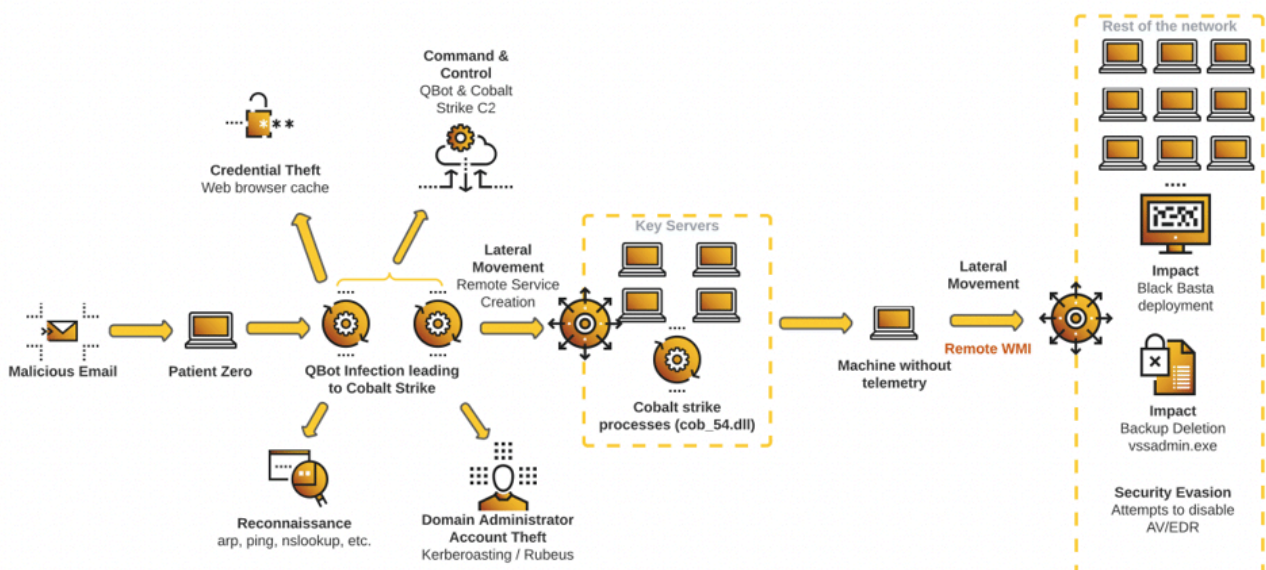 Rest of the network
Command &
Control
QBot & Cobalt
Strike C2
**
Credential Theft
Web browser cache
Key Servers
Lateral
Movement
Remote Service
Creation
Lateral
Movement
Impact
Black Basta
deployment
Remote WMI
Malicious Email
Patient Zero
QBot Infection leading
to Cobalt Strike
Machine without
telemetry
Cobalt strike
processes (cob_54.dll)
Impact
Backup Deletion
vssadmin.exe
Security Evasion
Attempts to disable
AV/EDR
Reconnaissance
arp, ping, nslookup, etc.
Domain Administrator
Account Theft
Kerberoasting / Rubeus